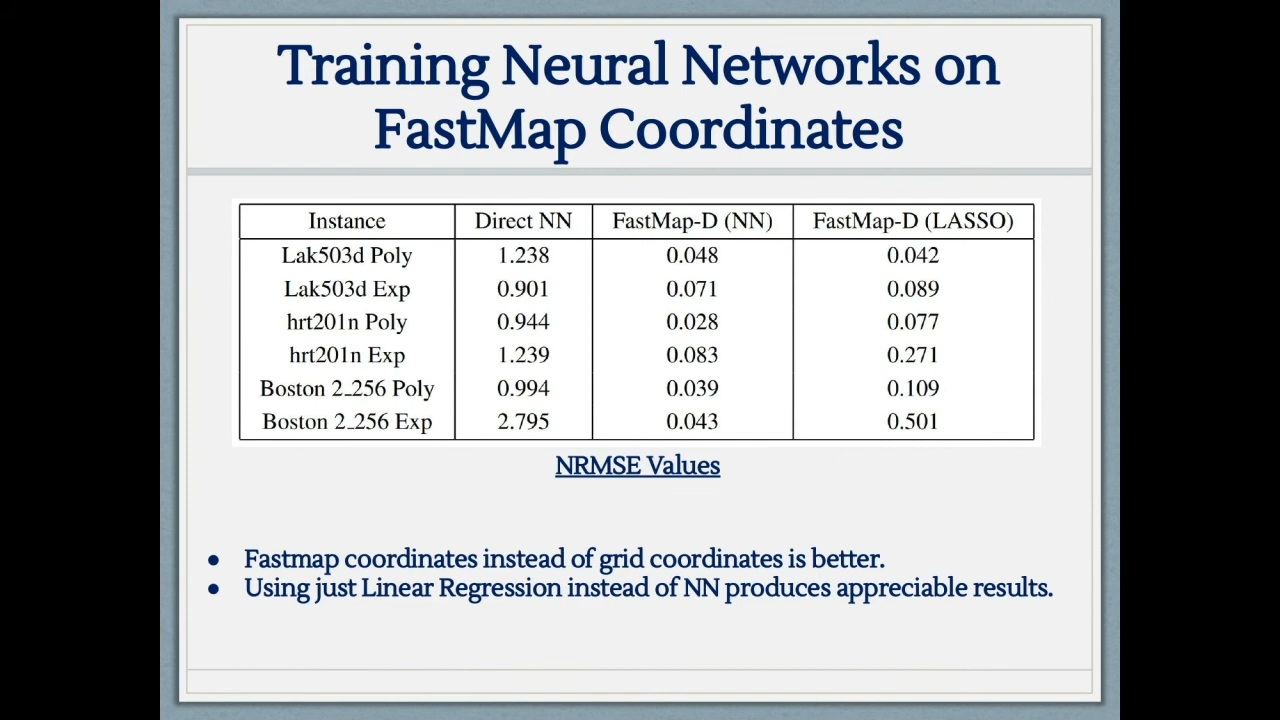 Training Neural Networks on
FastMap Coordinates
Instance Direct NN FastMap-D (NN) FastMap-D (LASSO)
Lak503d Poly 1.238 0.048 0.042
Lak503d Exp 0.901 0.071 0.089
hrt201n Poly 0.944 0.028 0.077
hrt201n Exp 1.239 0.083 0.271
Boston 2_256 Poly 0.994 0.039 0.109
Boston 2_256 Exp 2.795 0.043 0.501
NRMSE Values
● Fastmap coordinates instead of grid coordinates is better.
● Using just Linear Regression instead of NN produces appreciable results.